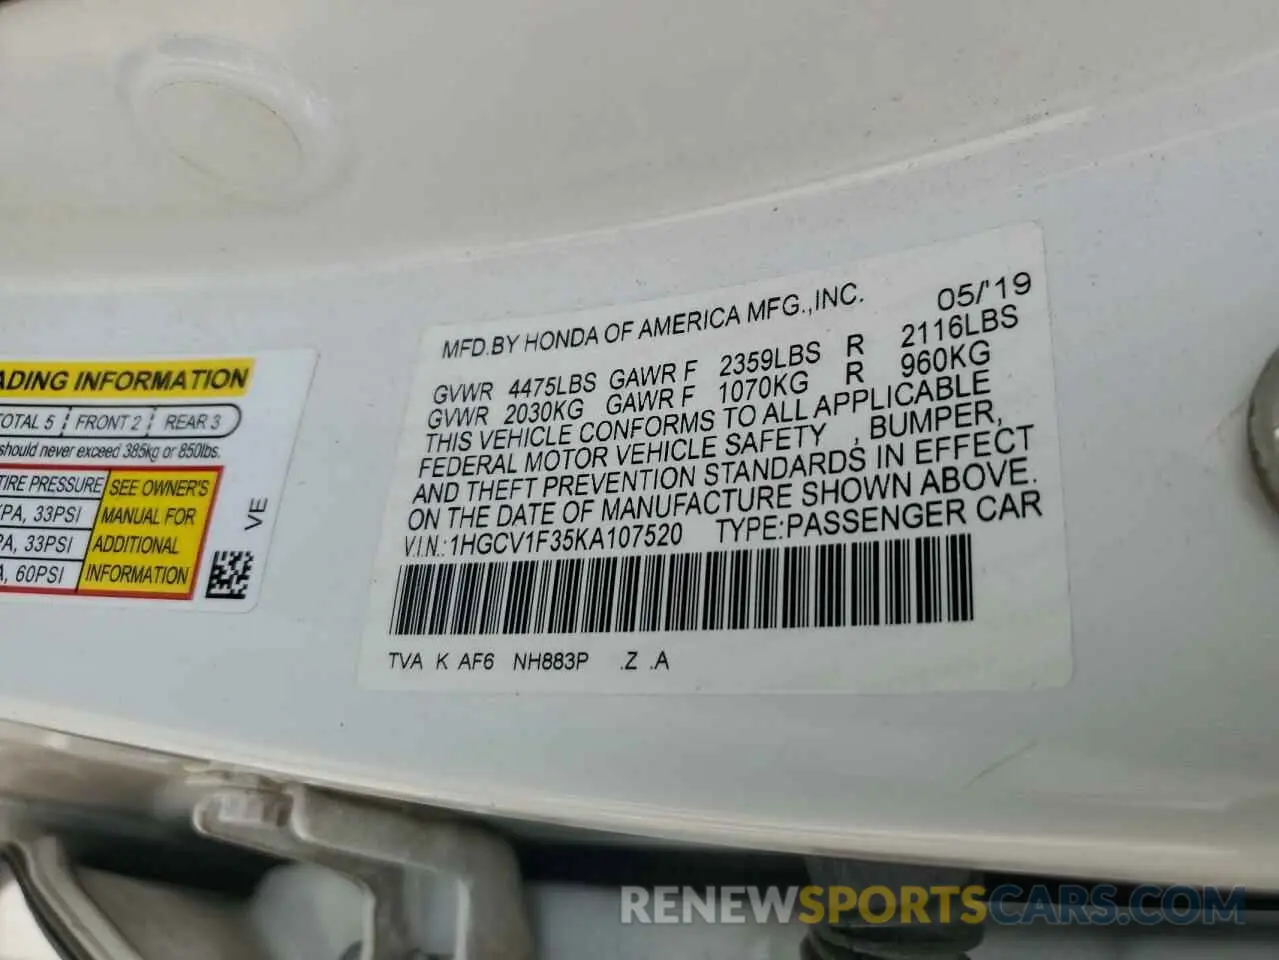 MFD.BY HONDA OF AMERICA MFG.,INC. 05/'19
GVWR 4475LBS GAWR F 2359LBS R 2116LBS
GVWR 2030KG GAWR F 1070KG R 960KG
THIS VEHICLE CONFORMS TO ALL APPLICABLE
FEDERAL MOTOR VEHICLE SAFETY , BUMPER,
AND THEFT PREVENTION STANDARDS IN EFFECT
ON THE DATE OF MANUFACTURE SHOWN ABOVE.
V.I.N.:1HGCV1F35KA107520 TYPE:PASSENGER CAR
TVA K AF6 NH883P .Z .A
ADING INFORMATION
TOTAL 5 FRONT 2 REAR 3
should never exceed 385kg or 850lbs.
TIRE PRESSURE
PA, 33PSI
PA, 33PSI
A, 60PSI
SEE OWNER'S
MANUAL FOR
ADDITIONAL
INFORMATION
VE
RENEWSPORTSCARS.COM